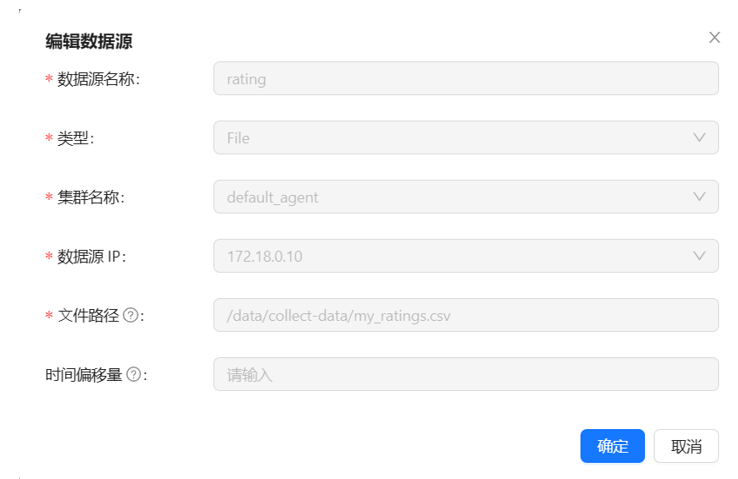 编辑数据源
* 数据源名称: rating
* 类型: File
* 集群名称: default_agent
* 数据源 IP: 172.18.0.10
* 文件路径 ?: /data/collect-data/my_ratings.csv
时间偏移量 ?: 请输入
确定 取消